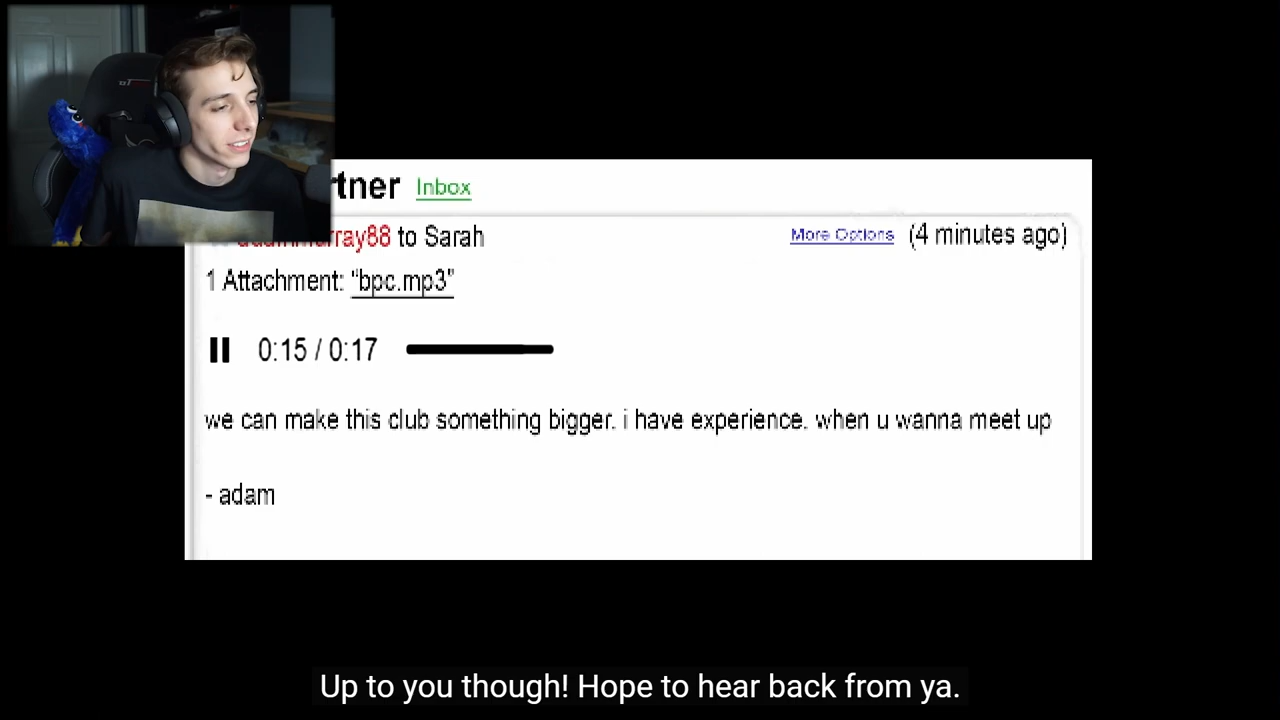 rtner Inbox
adammurray88 to Sarah More Options (4 minutes ago)
1 Attachment: "bpc.mp3"
0:15 / 0:17
we can make this club something bigger. i have experience. when u wanna meet up
- adam
Up to you though! Hope to hear back from ya.